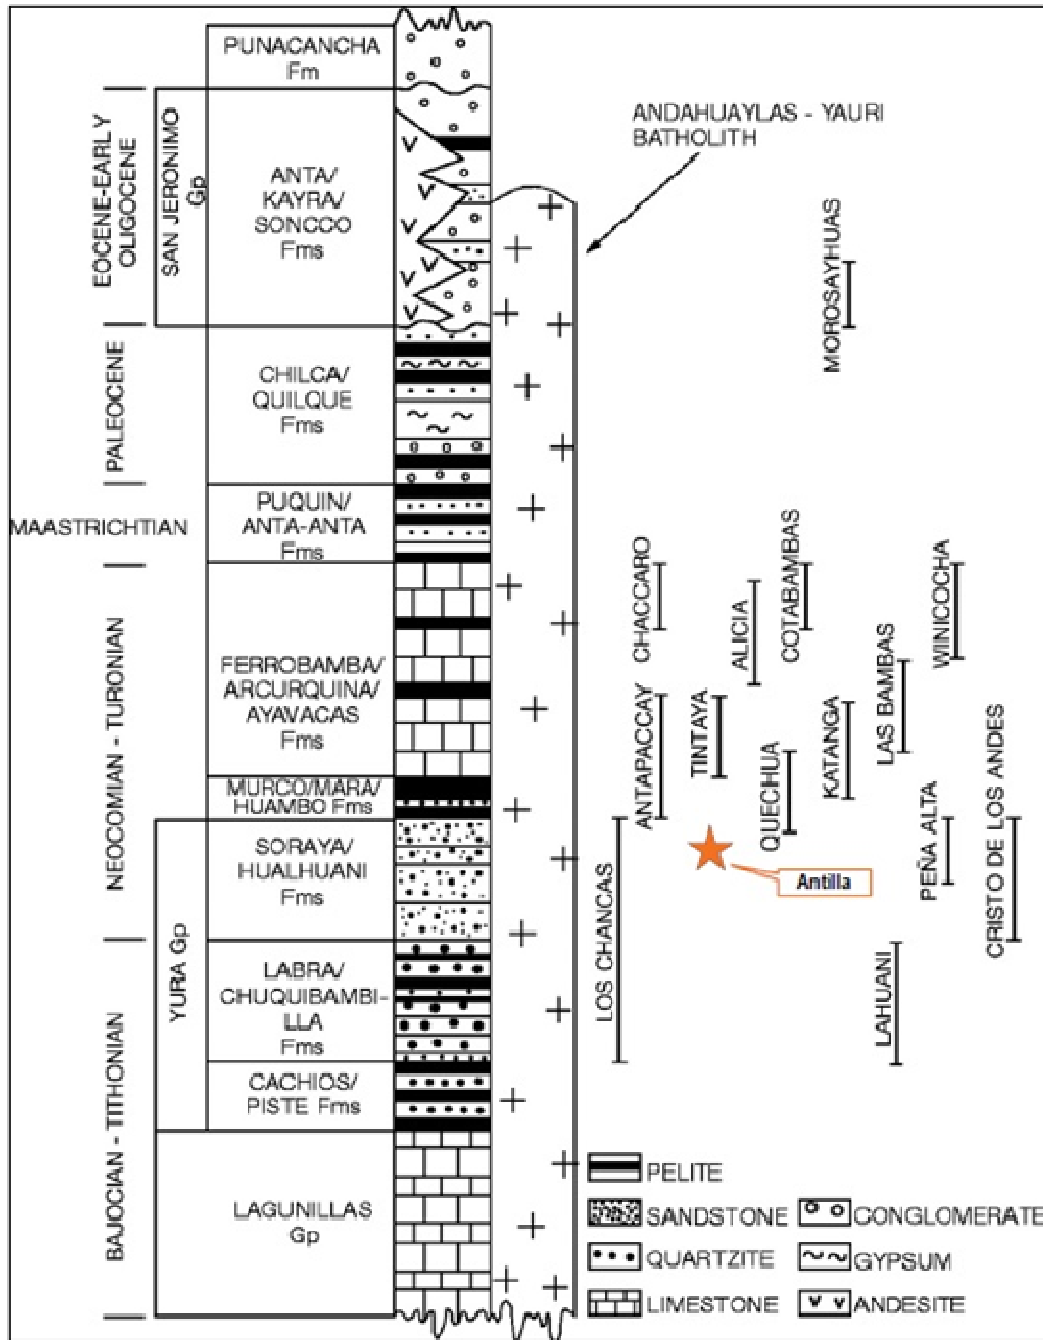 PUNACANCHA
Fm
EOCENE-EARLY
OLIGOCENE
SAN JERONIMO
Gp
ANTA/
KAYRA/
SONCCO
Fms
PALEOCENE
CHILCA/
QUILQUE
Fms
MAASTRICHTIAN
PUQUIN/
ANTA-ANTA
Fms
NEOCOMIAN - TURONIAN
FERROBAMBA/
ARCURQUINA/
AYAVACAS
Fms
MURCO/MARA/
HUAMBO Fms
YURA Gp
SORAYA/
HUALHUANI
Fms
BAJOCIAN - TITHONIAN
LABRA/
CHUQUIBAMBI-
LLA
Fms
CACHIOS/
PISTE Fms
LAGUNILLAS
Gp
ANDAHUAYLAS - YAURI
BATHOLITH
MOROSAYHUAS
CHACCARO
ALICIA
COTABAMBAS
WINICOCHA
ANTAPACCAY
TINTAYA
QUECHUA
KATANGA
LAS BAMBAS
PEÑA ALTA
CRISTO DE LOS ANDES
Antilla
LOS CHANCAS
LAHUANI
PELITE
SANDSTONE
CONGLOMERATE
QUARTZITE
GYPSUM
LIMESTONE
ANDESITE